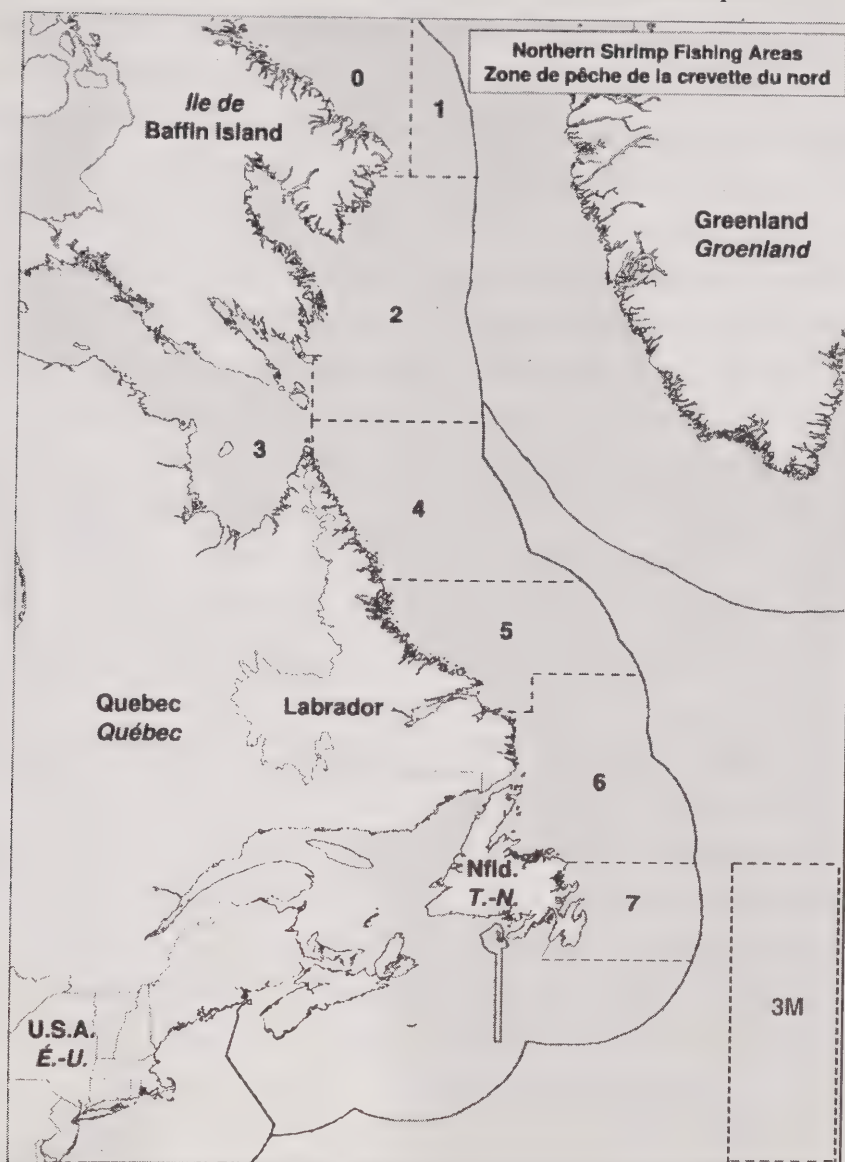 Northern Shrimp Fishing Areas
Zone de pêche de la crevette du nord
0
1
Ile de
Baffin Island
Greenland
Groenland
2
3
4
5
Quebec
Québec
Labrador
6
Nfld.
T.-N.
7
3M
U.S.A.
É.-U.